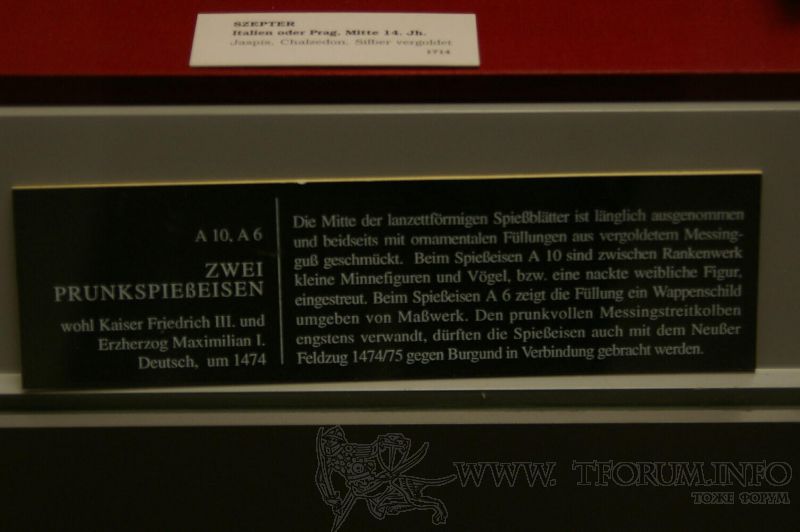 SZEPTER
Italien oder Prag, Mitte 14. Jh.
Jaspis, Chalzedon, Silber vergoldet
1714
A 10, A 6
ZWEI
PRUNKSPIEßEISEN
wohl Kaiser Friedrich III. und
Erzherzog Maximilian I.
Deutsch, um 1474
Die Mitte der lanzettförmigen Spießblätter ist länglich ausgenommen
und beidseits mit ornamentalen Füllungen aus vergoldetem Messing-
guß geschmückt. Beim Spießeisen A 10 sind zwischen Rankenwerk
kleine Minnefiguren und Vögel, bzw. eine nackte weibliche Figur,
eingestreut. Beim Spießeisen A 6 zeigt die Füllung ein Wappenschild
umgeben von Maßwerk. Den prunkvollen Messingstreitkolben
engstens verwandt, dürften die Spießeisen auch mit dem Neußer
Feldzug 1474/75 gegen Burgund in Verbindung gebracht werden.
WWW. TFORUM.INFO
ТОЖЕ ФОРУМ